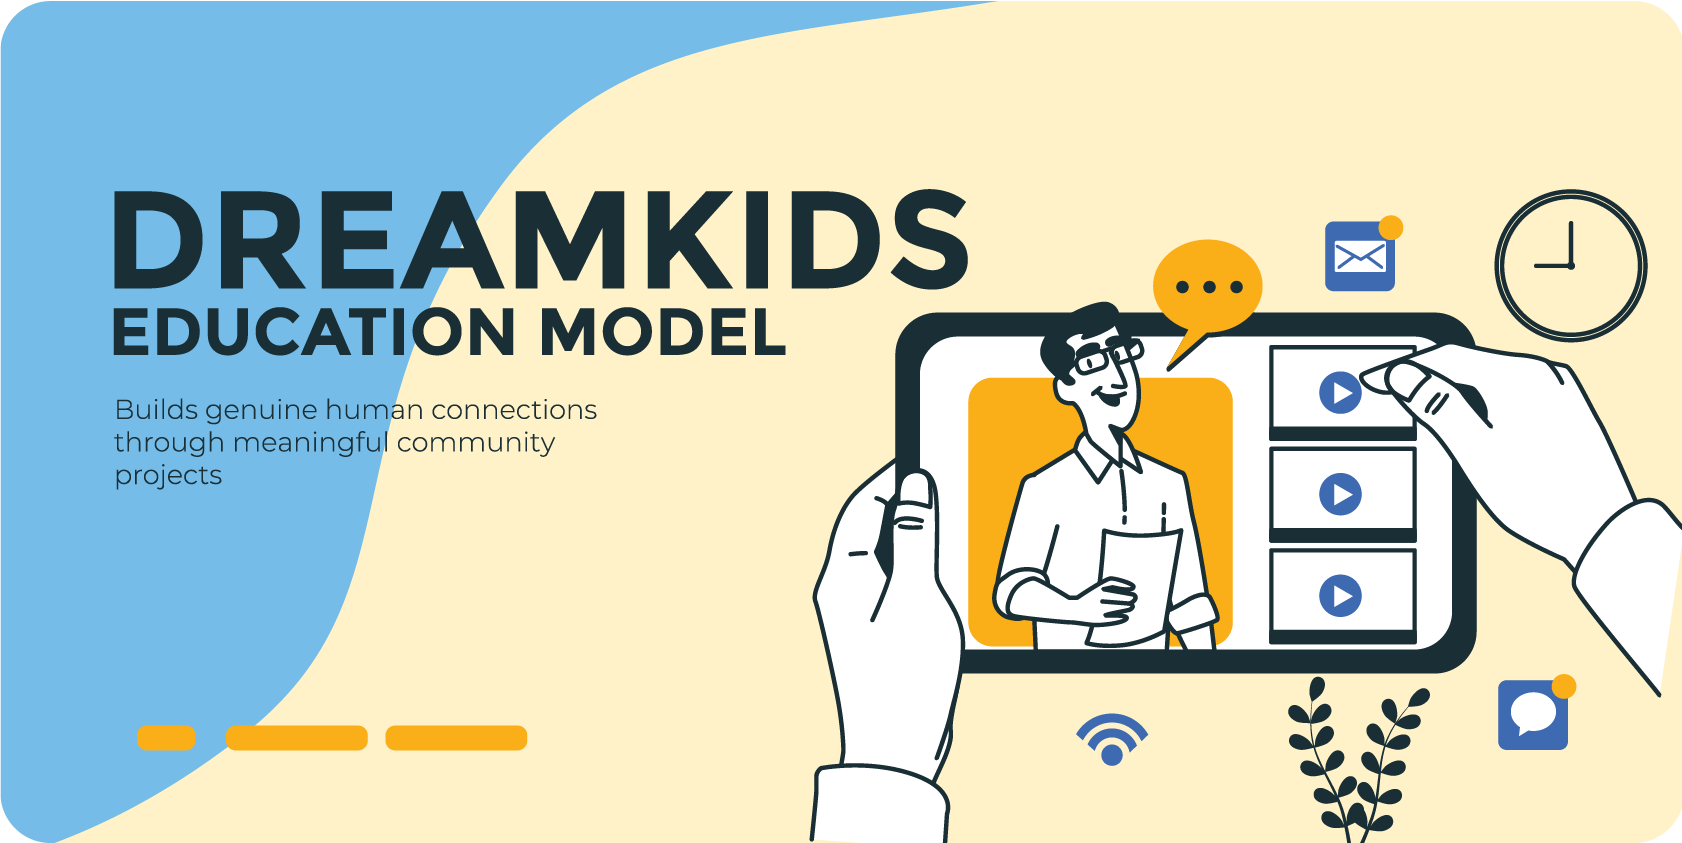 DREAMKIDS
EDUCATION MODEL
Builds genuine human connections
through meaningful community
projects